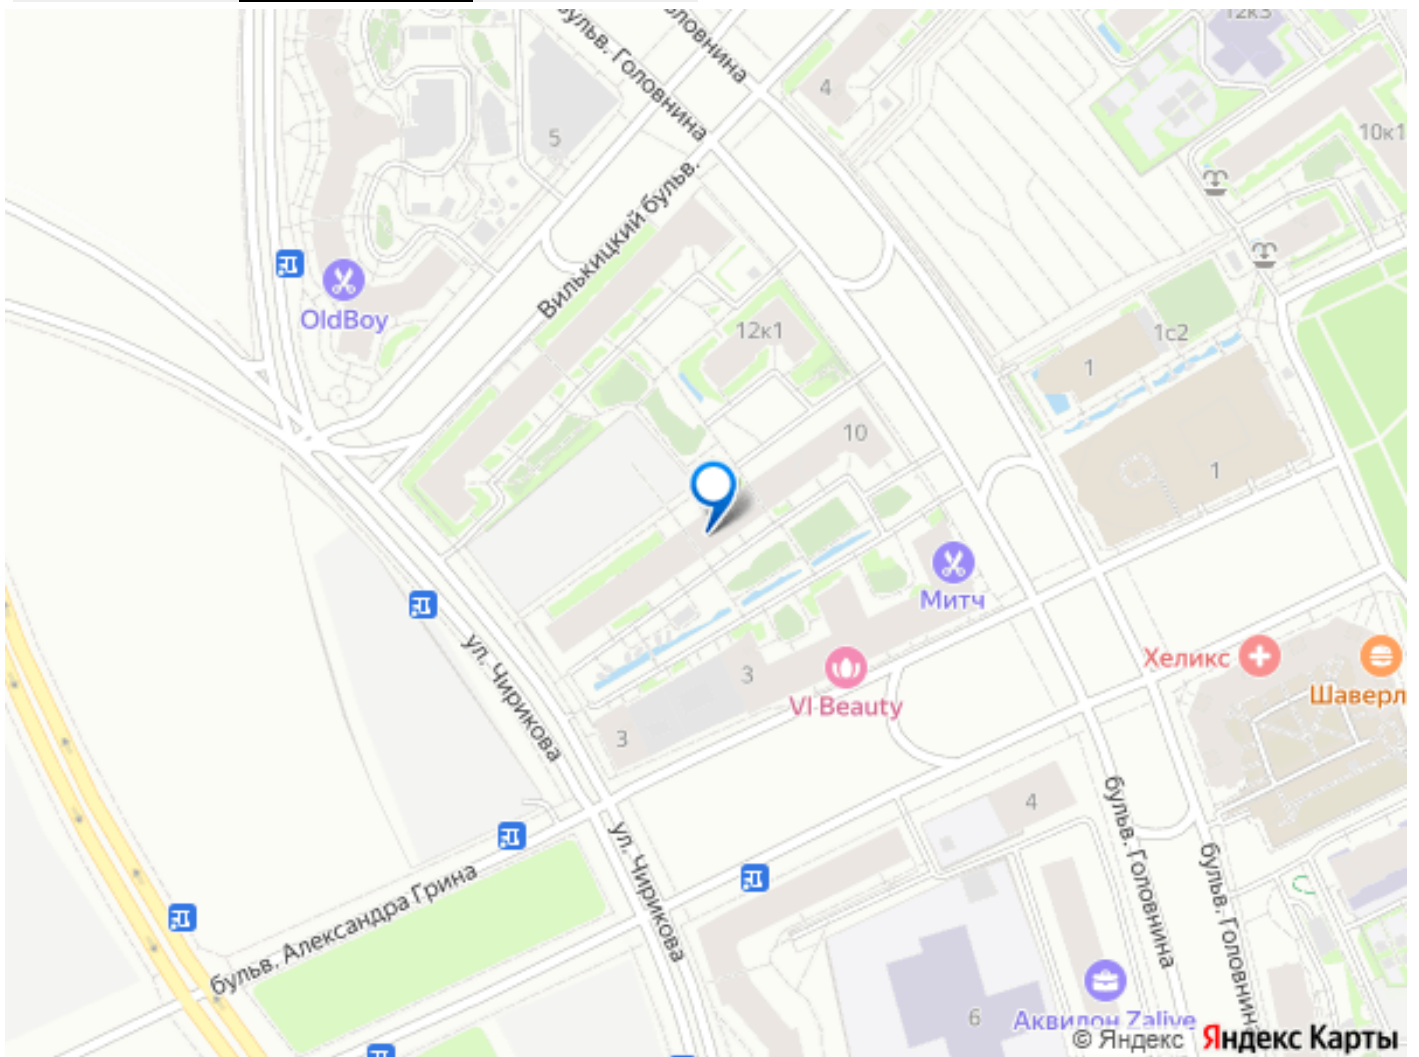 12к3
бульв. Головнина
Головнина
4
5
10к1
Вилькицкий бульв.
OldBoy
12к1
1с2
1
10
1
Митч
ул. Чирикова
Хеликс
3
VI Beauty
Шаверл
3
4
ул. Чирикова
бульв. Головнина
бульв. Головнина
бульв. Александра Грина
6
Аквилон Zalive
© Яндекс
Яндекс Карты